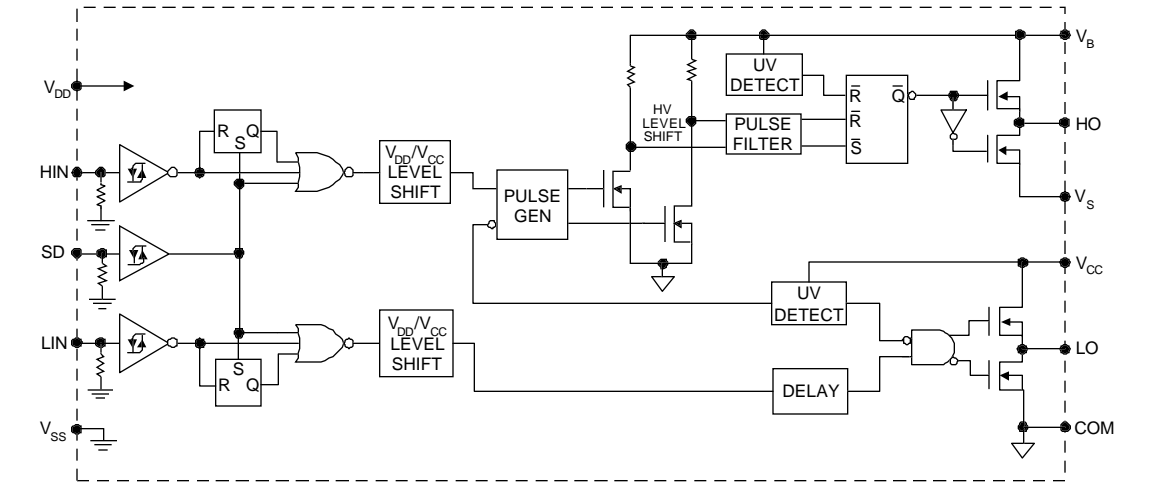 V_B
UV
DETECT
V_DD
R̅ Q̅
HV
LEVEL
SHIFT
R̅
PULSE
FILTER
S̅
HO
R Q
S
V_DD/V_CC
LEVEL
SHIFT
HIN
PULSE
GEN
V_S
SD
V_CC
UV
DETECT
V_DD/V_CC
LEVEL
SHIFT
LIN
LO
S
R Q
DELAY
V_SS
COM